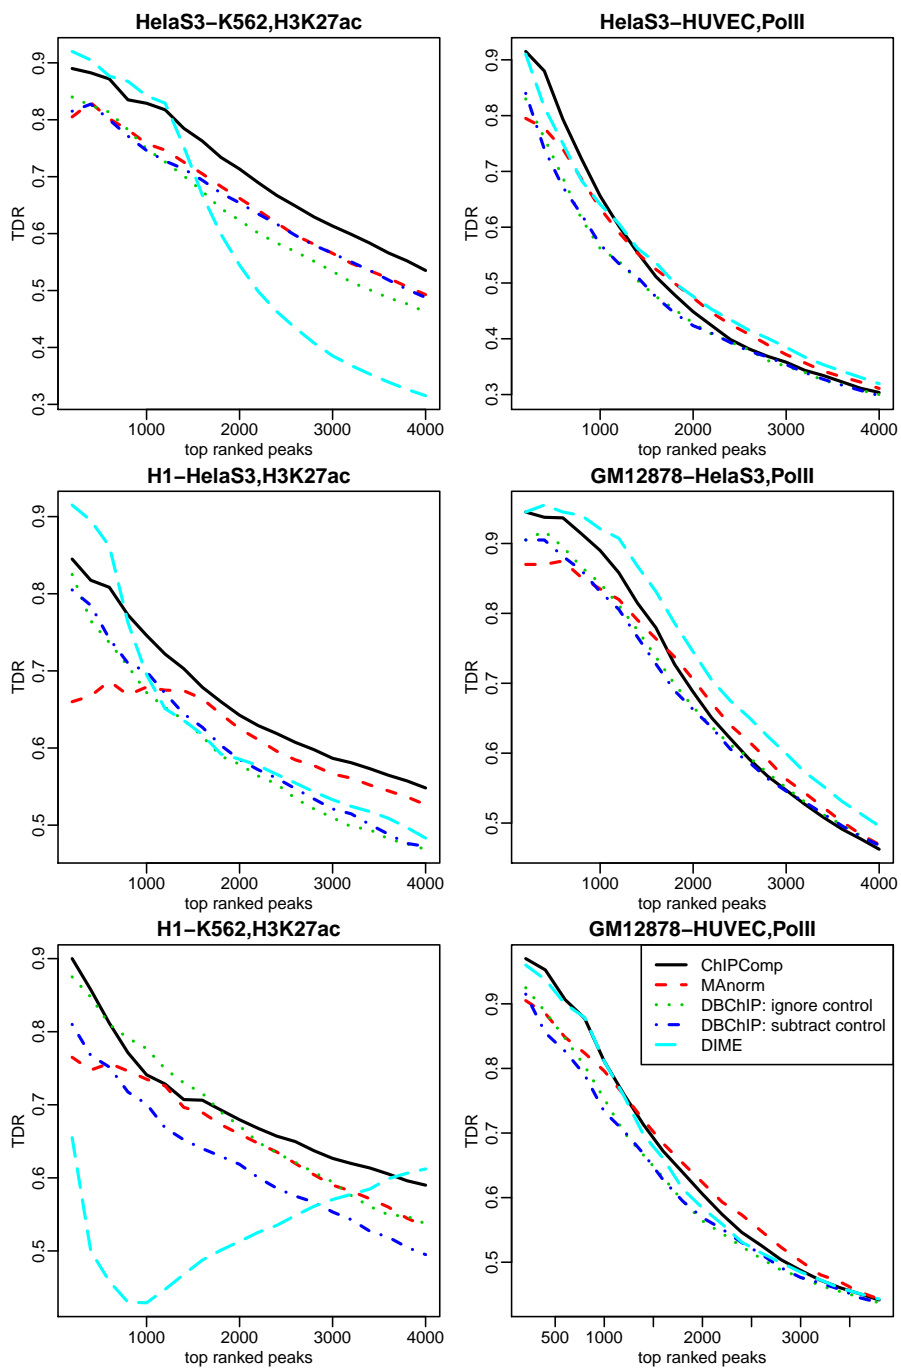 HelaS3−K562,H3K27ac
TDR
0.3 0.4 0.5 0.6 0.7 0.8 0.9
1000 2000 3000 4000
top ranked peaks
HelaS3−HUVEC,PolII
TDR
0.3 0.4 0.5 0.6 0.7 0.8 0.9
1000 2000 3000 4000
top ranked peaks
H1−HelaS3,H3K27ac
TDR
0.5 0.6 0.7 0.8 0.9
1000 2000 3000 4000
top ranked peaks
GM12878−HelaS3,PolII
TDR
0.5 0.6 0.7 0.8 0.9
1000 2000 3000 4000
top ranked peaks
H1−K562,H3K27ac
TDR
0.5 0.6 0.7 0.8 0.9
1000 2000 3000 4000
top ranked peaks
GM12878−HUVEC,PolII
TDR
0.5 0.6 0.7 0.8 0.9
500 1000 2000 3000
top ranked peaks
ChIPComp
MAnorm
DBChIP: ignore control
DBChIP: subtract control
DIME